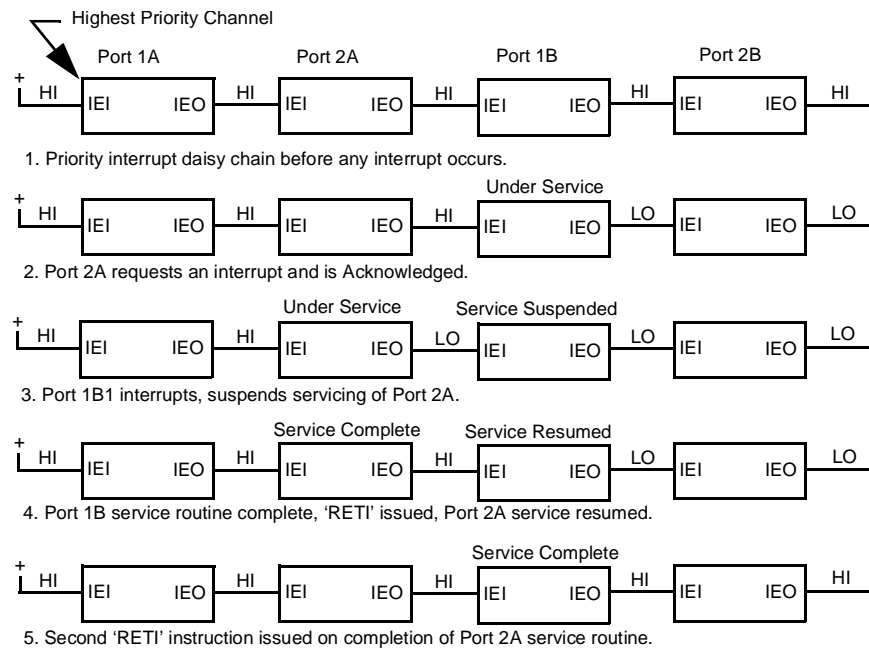 Highest Priority Channel
Port 1A Port 2A Port 1B Port 2B
+ HI IEI IEO HI IEI IEO HI IEI IEO HI IEI IEO HI
1. Priority interrupt daisy chain before any interrupt occurs.
Under Service
+ HI IEI IEO HI IEI IEO HI IEI IEO LO IEI IEO LO
2. Port 2A requests an interrupt and is Acknowledged.
Under Service Service Suspended
+ HI IEI IEO HI IEI IEO LO IEI IEO LO IEI IEO LO
3. Port 1B1 interrupts, suspends servicing of Port 2A.
Service Complete Service Resumed
+ HI IEI IEO HI IEI IEO HI IEI IEO LO IEI IEO LO
4. Port 1B service routine complete, ‘RETI’ issued, Port 2A service resumed.
Service Complete
+ HI IEI IEO HI IEI IEO HI IEI IEO HI IEI IEO HI
5. Second ‘RETI’ instruction issued on completion of Port 2A service routine.